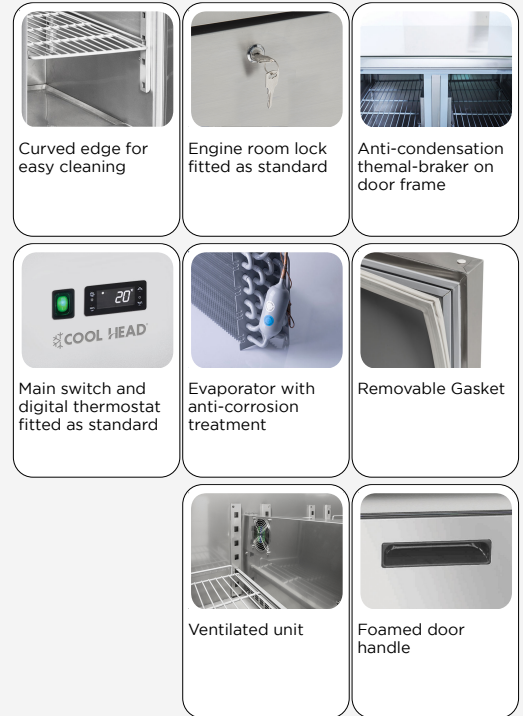 Curved edge for
easy cleaning
Engine room lock
fitted as standard
Anti-condensation
themal-braker on
door frame
20°
COOL HEAD
Main switch and
digital thermostat
fitted as standard
Evaporator with
anti-corrosion
treatment
Removable Gasket
Ventilated unit
Foamed door
handle